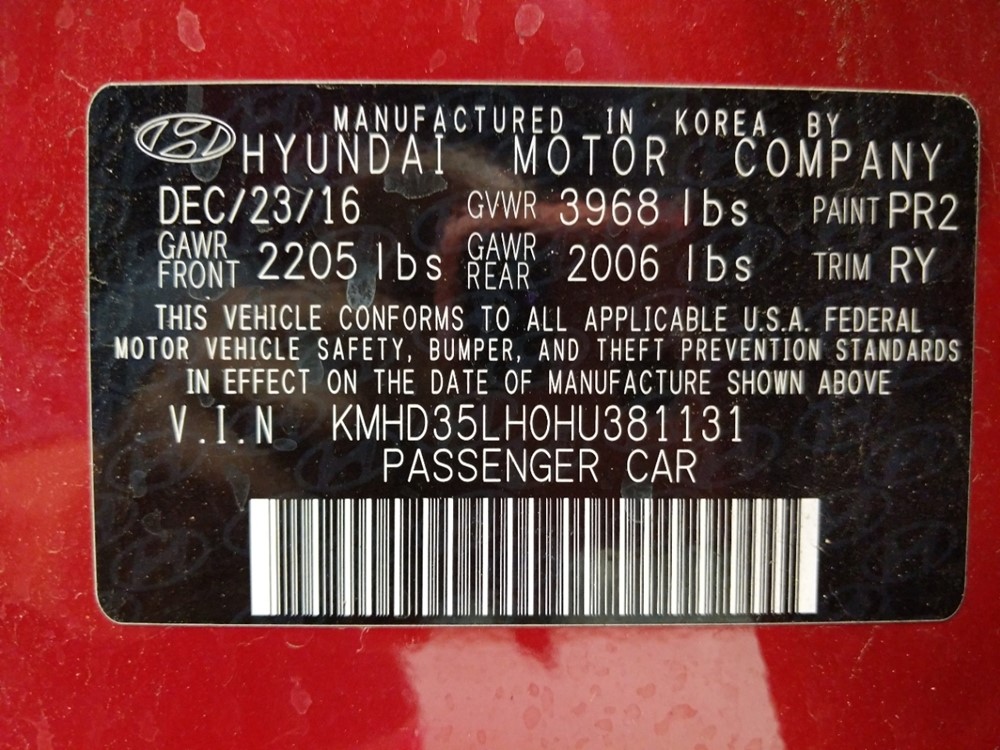 MANUFACTURED IN KOREA BY
HYUNDAI MOTOR COMPANY
DEC/23/16 GVWR 3968 lbs PAINT PR2
GAWR FRONT 2205 lbs GAWR REAR 2006 lbs TRIM RY
THIS VEHICLE CONFORMS TO ALL APPLICABLE U.S.A. FEDERAL
MOTOR VEHICLE SAFETY, BUMPER, AND THEFT PREVENTION STANDARDS
IN EFFECT ON THE DATE OF MANUFACTURE SHOWN ABOVE
V.I.N KMHD35LH0HU381131
PASSENGER CAR